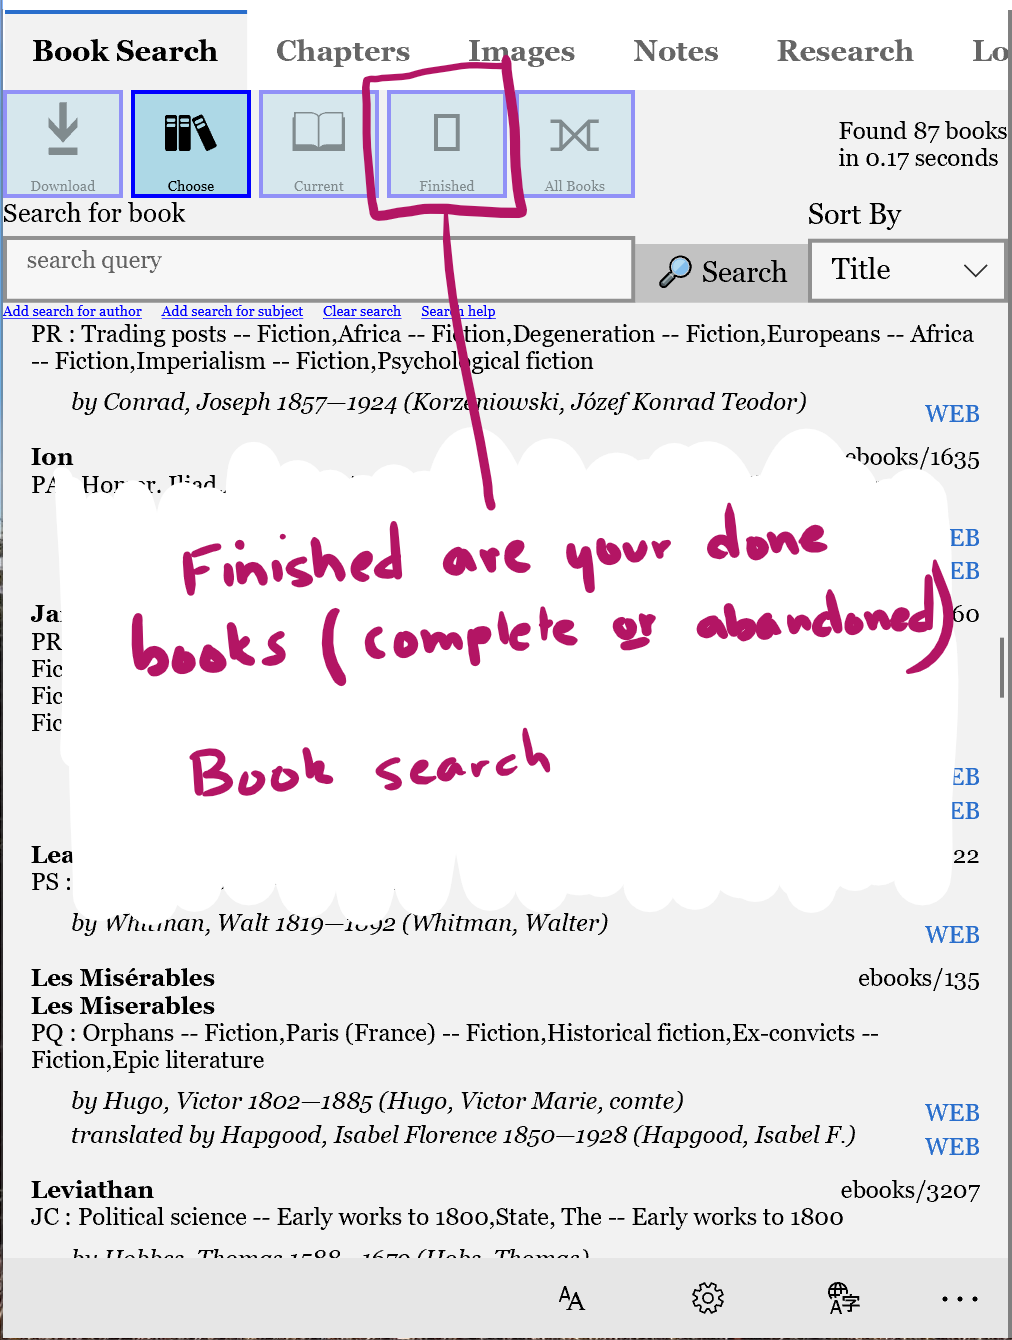 Book Search Chapters Images Notes Research Lo
Download Choose Current Finished All Books
Found 87 books
in 0.17 seconds
Search for book
Sort By
search query
Search
Title
Add search for author Add search for subject Clear search Search help
PR : Trading posts -- Fiction,Africa -- Fiction,Degeneration -- Fiction,Europeans -- Africa
-- Fiction,Imperialism -- Fiction,Psychological fiction
by Conrad, Joseph 1857—1924 (Korzeniowski, Józef Konrad Teodor)
WEB
Ion ebooks/1635
PA Homer. Iliad.
EB
Finished are your done
EB
books (complete or abandoned)
Ja 60
PR
Fic
Fic
Fic
Book search
EB
EB
Lea 22
PS :
by Whitman, Walt 1819—1892 (Whitman, Walter)
WEB
Les Misérables ebooks/135
Les Miserables
PQ : Orphans -- Fiction,Paris (France) -- Fiction,Historical fiction,Ex-convicts --
Fiction,Epic literature
by Hugo, Victor 1802—1885 (Hugo, Victor Marie, comte)
WEB
translated by Hapgood, Isabel Florence 1850—1928 (Hapgood, Isabel F.)
WEB
Leviathan ebooks/3207
JC : Political science -- Early works to 1800,State, The -- Early works to 1800
by Hobbes, Thomas 1588—1679 (Hobs, Thomas)